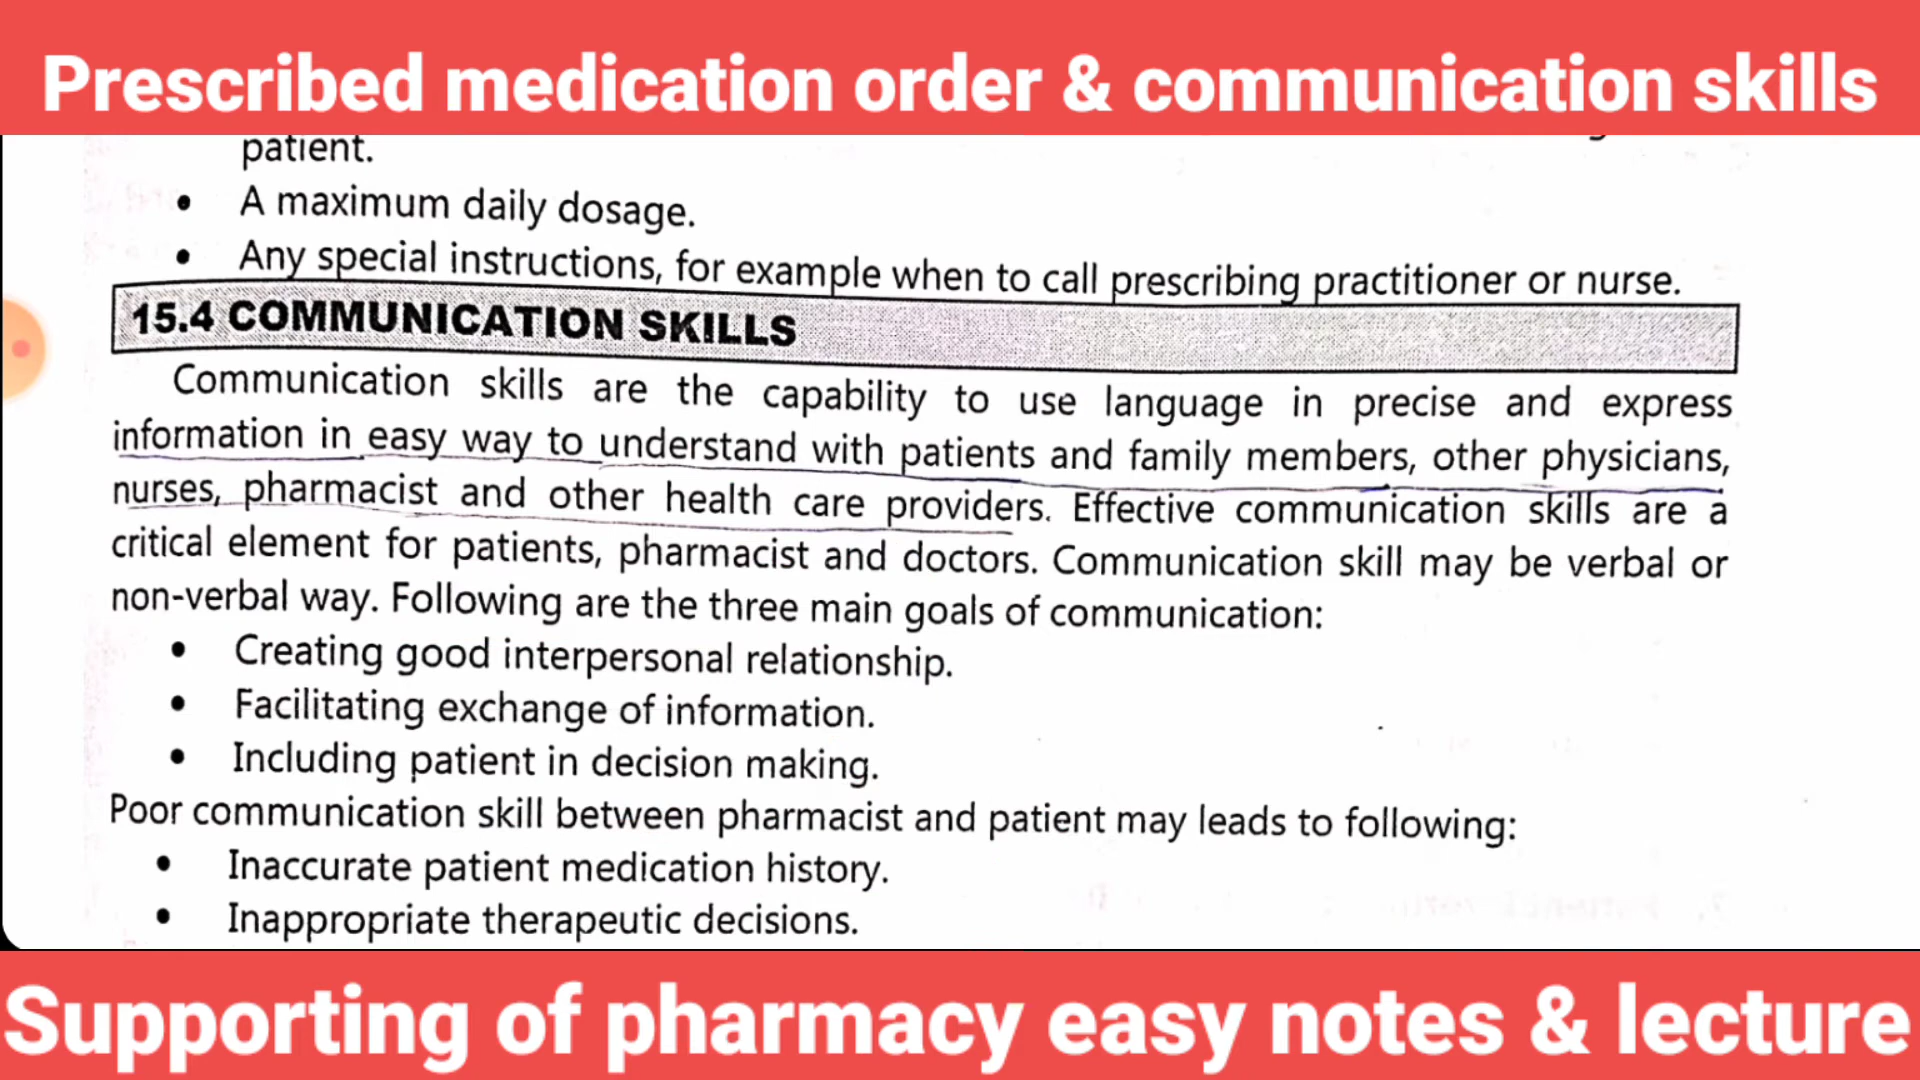 Prescribed medication order & communication skills
patient.
• A maximum daily dosage.
• Any special instructions, for example when to call prescribing practitioner or nurse.
15.4 COMMUNICATION SKILLS
Communication skills are the capability to use language in precise and express
information in easy way to understand with patients and family members, other physicians,
nurses, pharmacist and other health care providers. Effective communication skills are a
critical element for patients, pharmacist and doctors. Communication skill may be verbal or
non-verbal way. Following are the three main goals of communication:
• Creating good interpersonal relationship.
• Facilitating exchange of information.
• Including patient in decision making.
Poor communication skill between pharmacist and patient may leads to following:
• Inaccurate patient medication history.
• Inappropriate therapeutic decisions.
Supporting of pharmacy easy notes & lecture